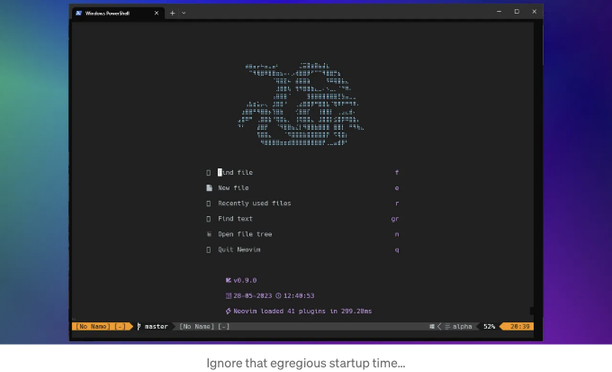 Windows PowerShell
Find file f
New file e
Recently used files r
Find text gr
Open file tree n
Quit Neovim q
v0.9.0
28-05-2023 12:49:53
Neovim loaded 41 plugins in 299.28ms
[No Name] [-] master [No Name] [-] alpha 52% 20:39
Ignore that egregious startup time...